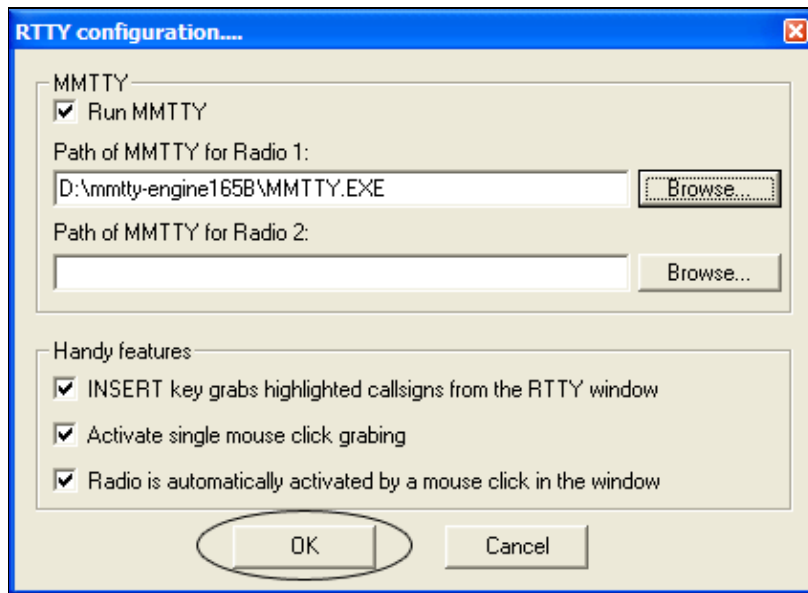 RTTY configuration....
MMTTY
Run MMTTY
Path of MMTTY for Radio 1:
D:\mmtty-engine165B\MMTTY.EXE
Browse...
Path of MMTTY for Radio 2:
Browse...
Handy features
INSERT key grabs highlighted callsigns from the RTTY window
Activate single mouse click grabing
Radio is automatically activated by a mouse click in the window
OK
Cancel